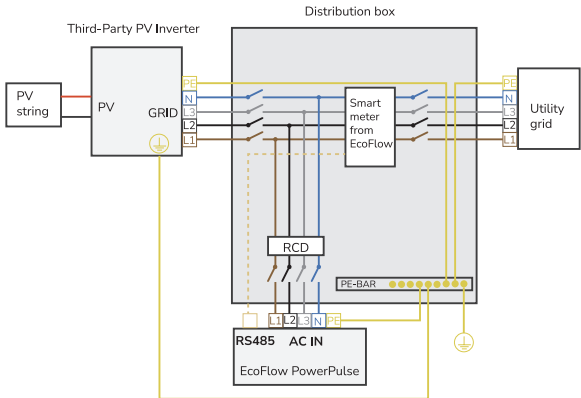 Distribution box
Third-Party PV Inverter
PV
string
PV
GRID
PE
N
L3
L2
L1
Smart
meter
from
EcoFlow
PE
N
L3
L2
L1
Utility
grid
RCD
PE-BAR
L1 L2 L3 N PE
RS485 AC IN
EcoFlow PowerPulse